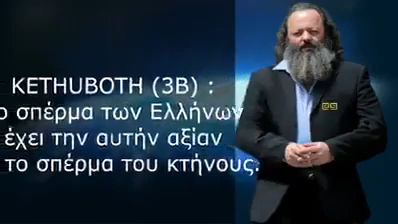 KETHUBOTH (3B) :
ο σπέρμα των Ελλήνων
έχει την αυτήν αξίαν
το σπέρμα του κτήνους.